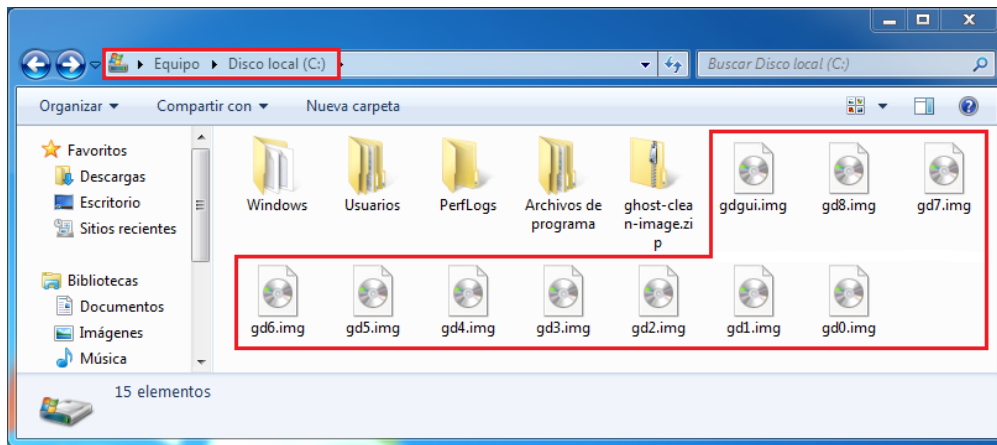 Equipo Disco local (C:)
Buscar Disco local (C:)
Organizar Compartir con Nueva carpeta
Favoritos
Descargas
Escritorio
Sitios recientes
Bibliotecas
Documentos
Imágenes
Música
Windows
Usuarios
PerfLogs
Archivos de
programa
ghost-clea
n-image.zi
p
gdgui.img
gd8.img
gd7.img
gd6.img
gd5.img
gd4.img
gd3.img
gd2.img
gd1.img
gd0.img
15 elementos